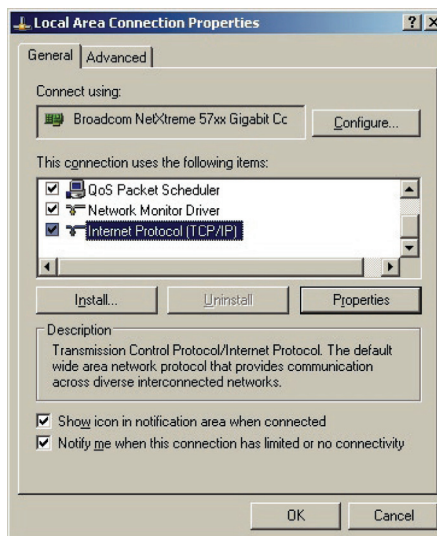 Local Area Connection Properties
General Advanced
Connect using:
Broadcom NetXtreme 57xx Gigabit Cc
Configure...
This connection uses the following items:
QoS Packet Scheduler
Network Monitor Driver
Internet Protocol (TCP/IP)
Install... Uninstall Properties
Description
Transmission Control Protocol/Internet Protocol. The default
wide area network protocol that provides communication
across diverse interconnected networks.
Show icon in notification area when connected
Notify me when this connection has limited or no connectivity
OK Cancel